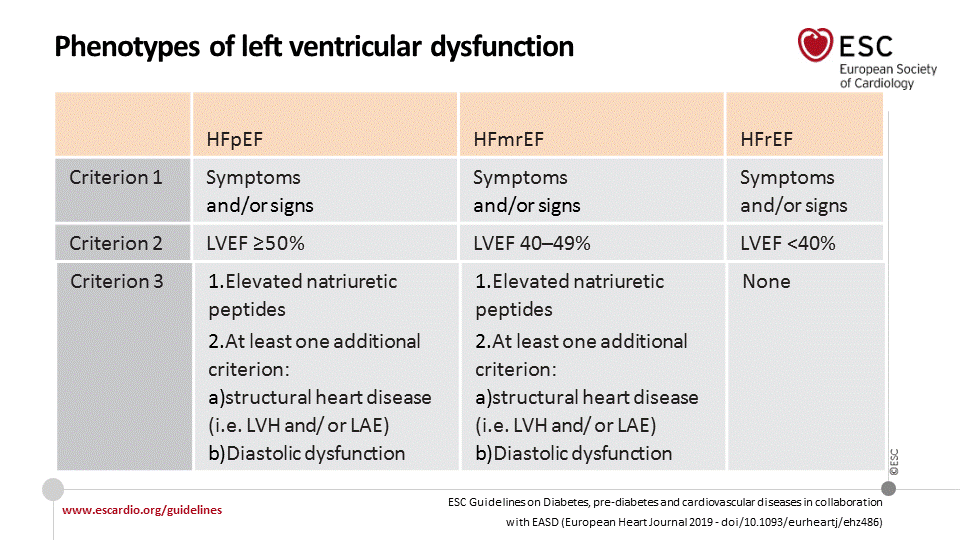 Phenotypes of left ventricular dysfunction
ESC
European Society
of Cardiology
HFpEF
HFmrEF
HFrEF
Criterion 1
Symptoms
and/or signs
Symptoms
and/or signs
Symptoms
and/or signs
Criterion 2
LVEF ≥50%
LVEF 40–49%
LVEF <40%
Criterion 3
1.Elevated natriuretic
peptides
2.At least one additional
criterion:
a)structural heart disease
(i.e. LVH and/ or LAE)
b)Diastolic dysfunction
1.Elevated natriuretic
peptides
2.At least one additional
criterion:
a)structural heart disease
(i.e. LVH and/ or LAE)
b)Diastolic dysfunction
None
©ESC
www.escardio.org/guidelines
ESC Guidelines on Diabetes, pre-diabetes and cardiovascular diseases in collaboration
with EASD (European Heart Journal 2019 - doi/10.1093/eurheartj/ehz486)